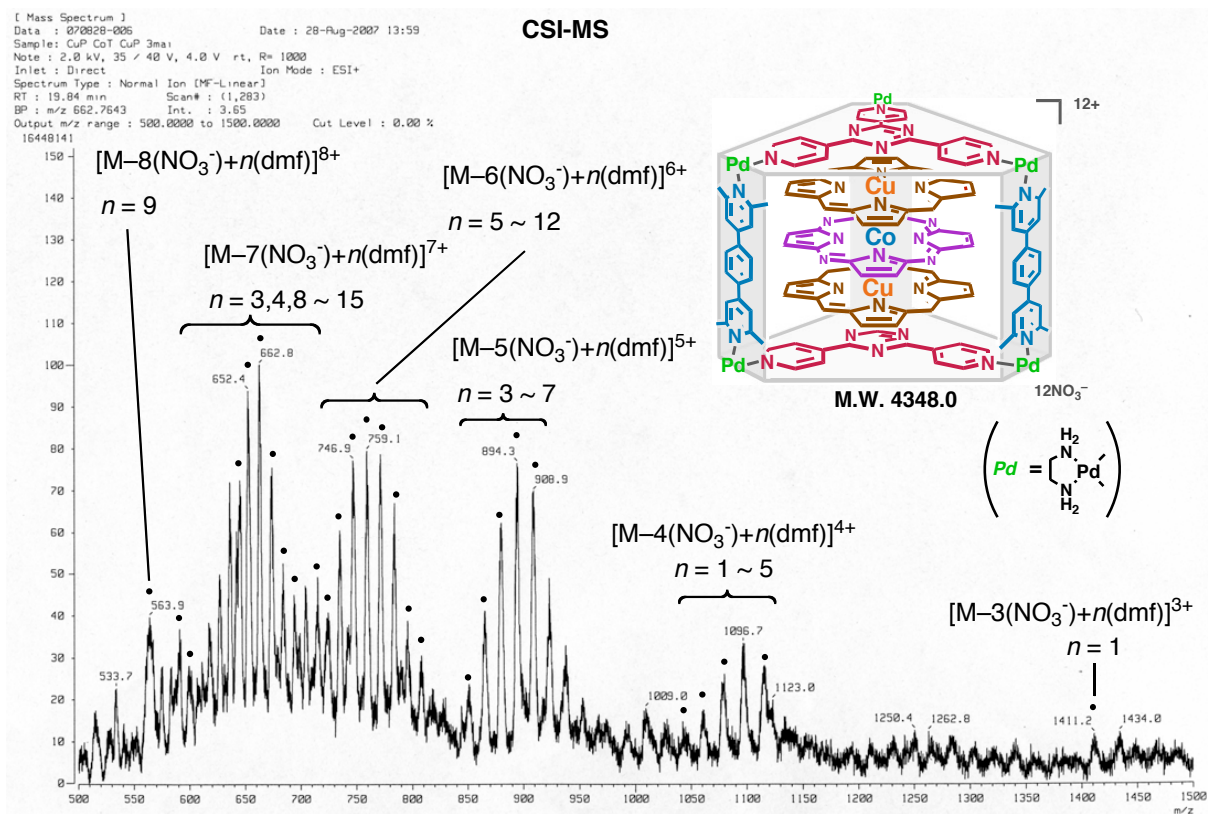 [ Mass Spectrum ]
CSI-MS
Data : 070828-006 Date : 28-Aug-2007 13:59
Sample: CuP CoT CuP 3mai
Note : 2.0 kV, 35 / 40 V, 4.0 V rt, R= 1000
Inlet : Direct Ion Mode : ESI+
Spectrum Type : Normal Ion [MF-Linear]
RT : 19.84 min Scan# : (1,283)
BP : m/z 662.7643 Int. : 3.65
Output m/z range : 500.0000 to 1500.0000 Cut Level : 0.00 %
16448141
150
140
130
120
110
100
90
80
70
60
50
40
30
20
10
0
[M–8(NO₃⁻)+n(dmf)]⁸⁺
n = 9
[M–7(NO₃⁻)+n(dmf)]⁷⁺
n = 3,4,8 ~ 15
[M–6(NO₃⁻)+n(dmf)]⁶⁺
n = 5 ~ 12
[M–5(NO₃⁻)+n(dmf)]⁵⁺
n = 3 ~ 7
[M–4(NO₃⁻)+n(dmf)]⁴⁺
n = 1 ~ 5
[M–3(NO₃⁻)+n(dmf)]³⁺
n = 1
533.7
563.9
652.4
662.8
746.9
759.1
894.3
908.9
1009.0
1096.7
1123.0
1250.4
1262.8
1411.2
1434.0
500 550 600 650 700 750 800 850 900 950 1000 1050 1100 1150 1200 1250 1300 1350 1400 1450 1500
m/z
12+
Pd
N
N N
N
N N
Pd Pd
N Cu N
N N N N
N
N N
N Co N
N N
N
N N
Cu
N N
N
N N
Pd N N N N Pd
N
Pd Pd
12NO₃⁻
M.W. 4348.0
Pd =
H₂
N
Pd
N
H₂